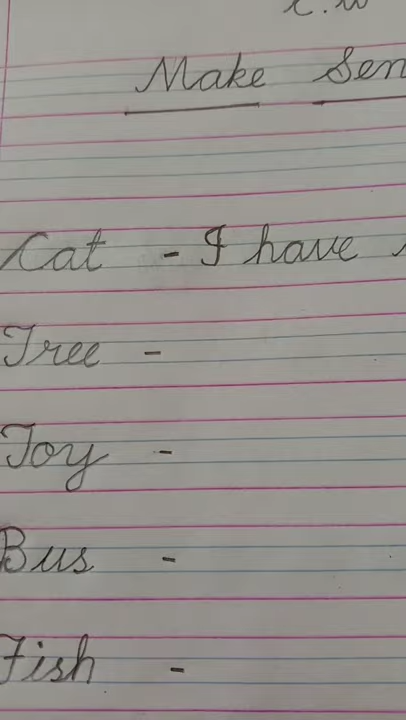 Make Sen
Cat - I have
Tree -
Toy -
Bus -
Fish -